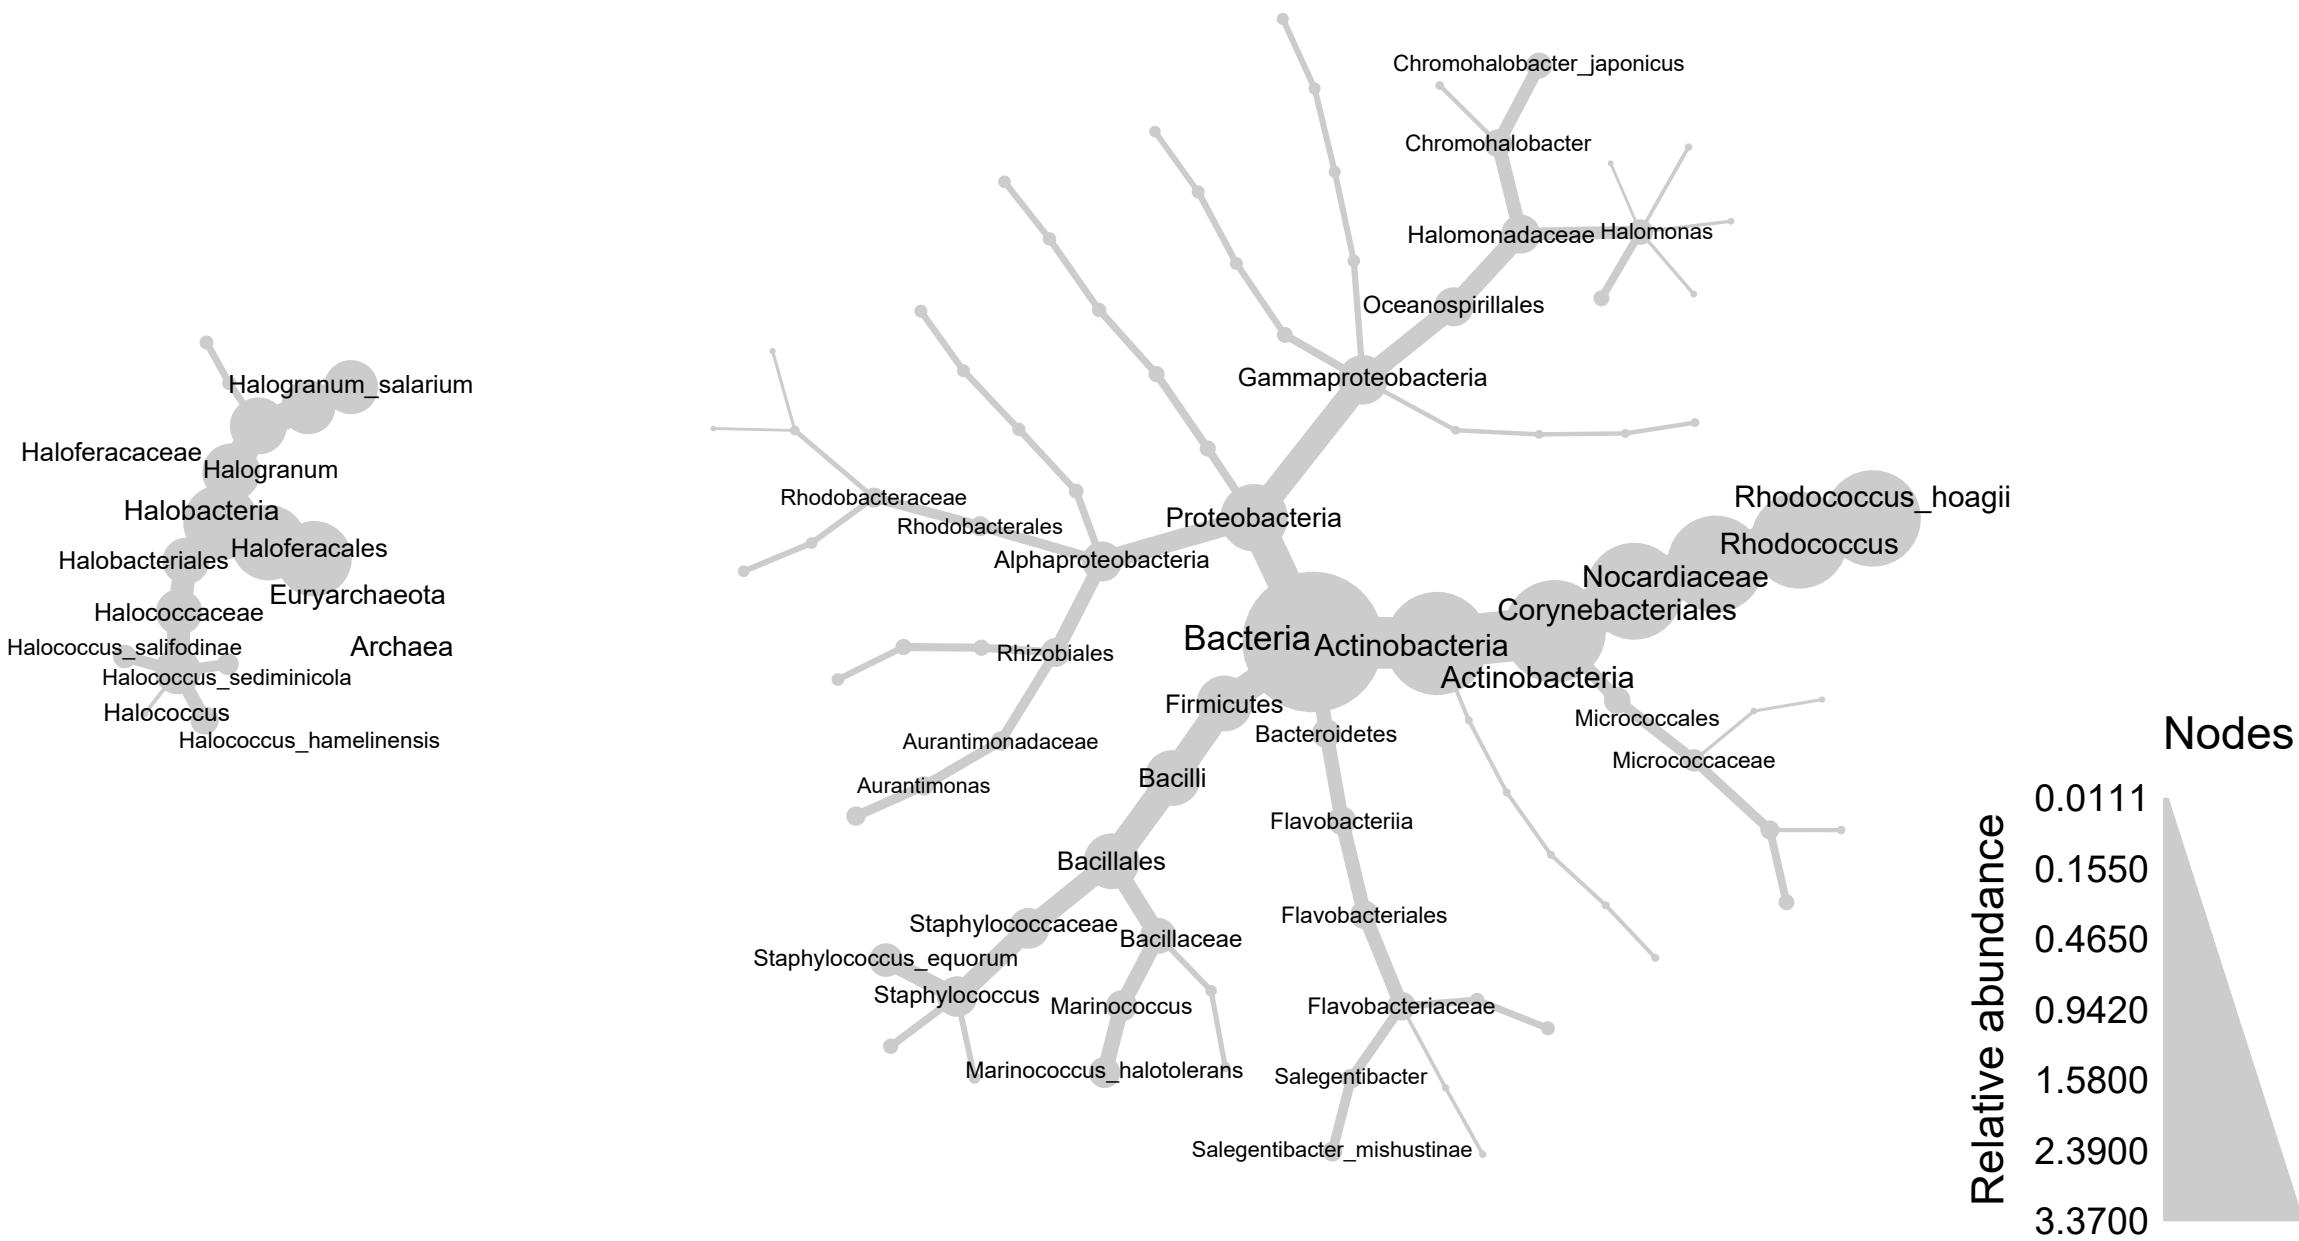 Chromohalobacter_japonicus
Chromohalobacter
Halomonadaceae
Halomonas
Oceanospirillales
Gammaproteobacteria
Halogranum_salarium
Haloferacaceae
Halogranum
Halobacteria
Haloferacales
Halobacteriales
Euryarchaeota
Halococcaceae
Archaea
Halococcus_salifodinae
Halococcus_sediminicola
Halococcus
Halococcus_hamelinensis
Rhodobacteraceae
Rhodobacterales
Proteobacteria
Alphaproteobacteria
Rhodococcus_hoagii
Rhodococcus
Nocardiaceae
Corynebacteriales
Bacteria
Actinobacteria
Actinobacteria
Rhizobiales
Firmicutes
Bacteroidetes
Micrococcales
Micrococcaceae
Aurantimonadaceae
Aurantimonas
Bacilli
Flavobacteriia
Bacillales
Flavobacteriales
Staphylococcaceae
Bacillaceae
Staphylococcus_equorum
Staphylococcus
Marinococcus
Flavobacteriaceae
Marinococcus_halotolerans
Salegentibacter
Salegentibacter_mishustinae
Nodes
Relative abundance
0.0111
0.1550
0.4650
0.9420
1.5800
2.3900
3.3700